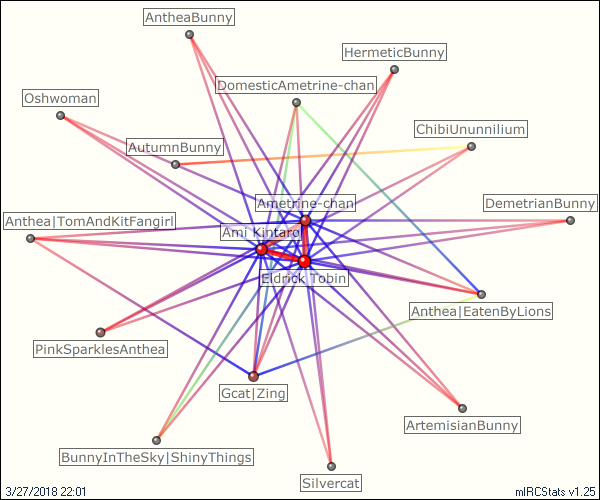 AntheaBunny
HermeticBunny
DomesticAmetrine-chan
Oshwoman
ChibiUnunnilium
AutumnBunny
Ametrine-chan
DemetrianBunny
Anthea|TomAndKitFangirl
Ami Kintaro
Eldrick Tobin
Anthea|EatenByLions
PinkSparklesAnthea
Gcat|Zing
ArtemisianBunny
BunnyInTheSky|ShinyThings
Silvercat
3/27/2018 22:01
mIRCStats v1.25